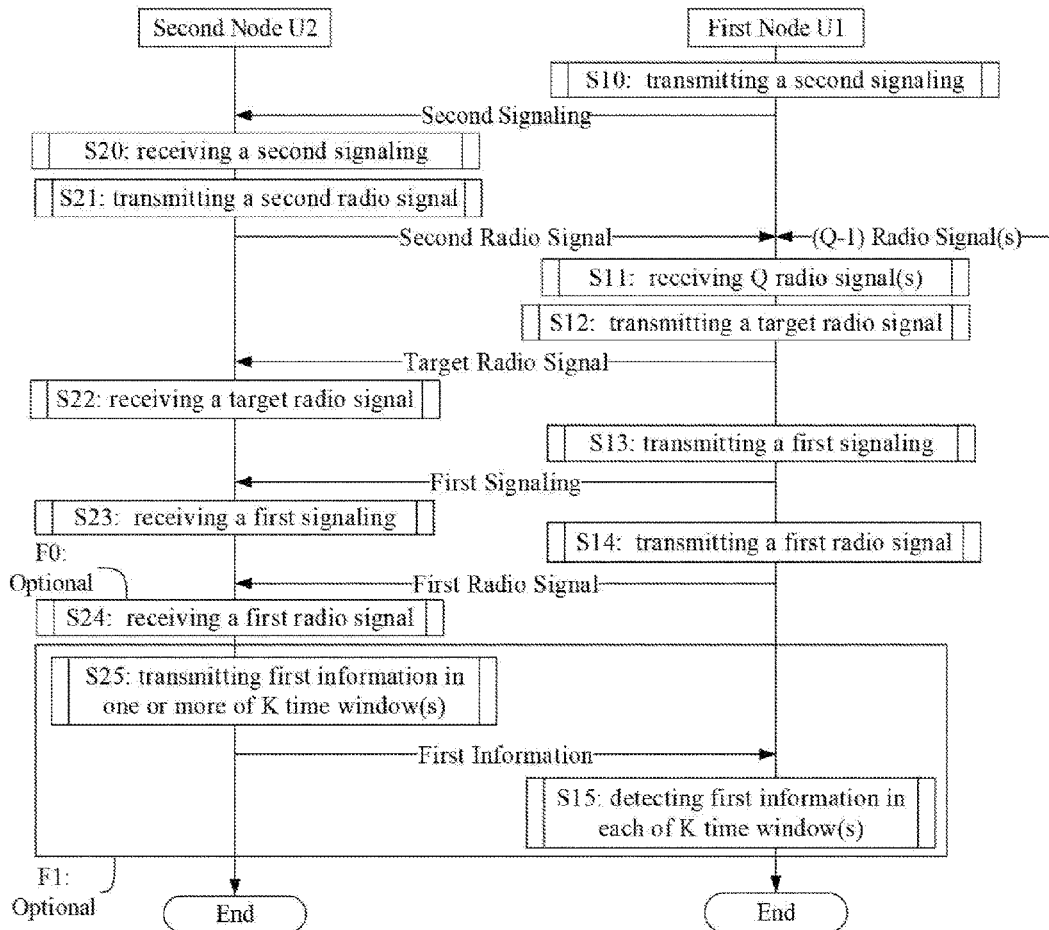 Second Node U2
First Node U1
S10: transmitting a second signaling
Second Signaling
S20: receiving a second signaling
S21: transmitting a second radio signal
Second Radio Signal
(Q-1) Radio Signal(s)
S11: receiving Q radio signal(s)
S12: transmitting a target radio signal
Target Radio Signal
S22: receiving a target radio signal
S13: transmitting a first signaling
First Signaling
S23: receiving a first signaling
S14: transmitting a first radio signal
F0:
Optional
First Radio Signal
S24: receiving a first radio signal
S25: transmitting first information in
one or more of K time window(s)
First Information
S15: detecting first information in
each of K time window(s)
F1:
Optional
End
End